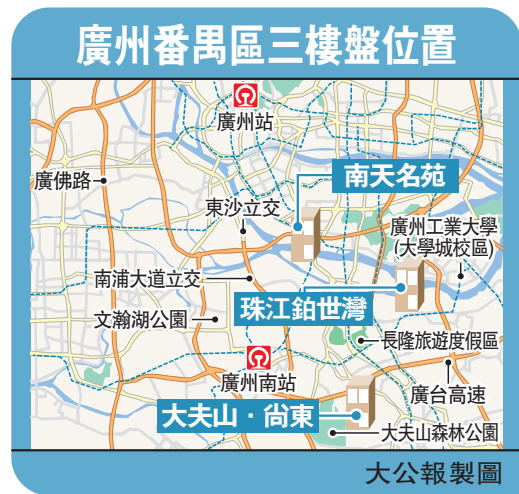 廣州番禺區三樓盤位置
廣州站
南天名苑
廣佛路
東沙立交
廣州工業大學
(大學城校區)
南浦大道立交
珠江鉑世灣
文瀚湖公園
長隆旅遊度假區
廣州南站
廣台高速
大夫山·尚東
大夫山森林公園
大公報製圖